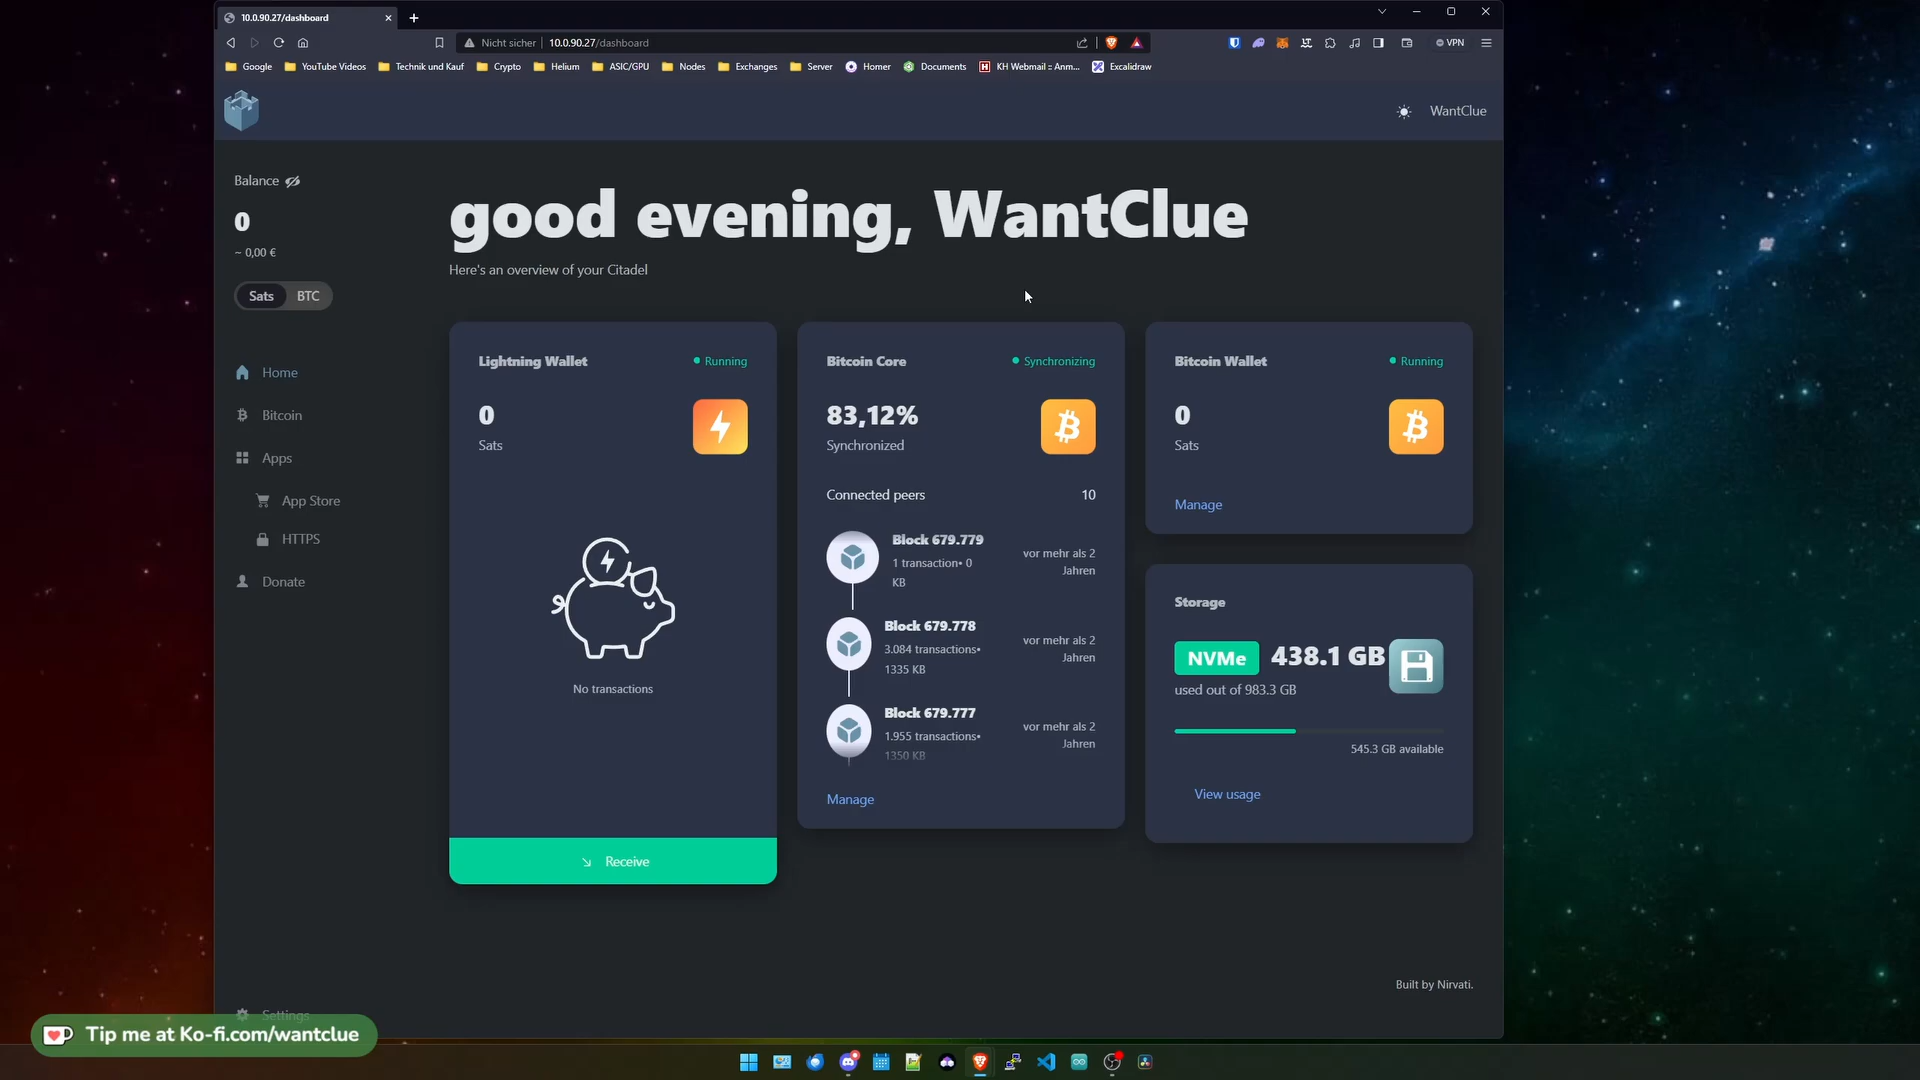 10.0.90.27/dashboard
Nicht sicher
10.0.90.27/dashboard
VPN
Google
YouTube Videos
Technik und Kauf
Crypto
Helium
ASIC/GPU
Nodes
Exchanges
Server
Homer
Documents
KH Webmail :: Anm...
Excalidraw
WantClue
Balance
0
~ 0,00 €
Sats
BTC
Home
Bitcoin
Apps
App Store
HTTPS
Donate
Settings
good evening, WantClue
Here's an overview of your Citadel
Lightning Wallet
Running
0
Sats
No transactions
Receive
Bitcoin Core
Synchronizing
83,12%
Synchronized
Connected peers
10
Block 679.779
1 transaction• 0
KB
vor mehr als 2
Jahren
Block 679.778
3.084 transactions•
1335 KB
vor mehr als 2
Jahren
Block 679.777
1.955 transactions•
1350 KB
vor mehr als 2
Jahren
Manage
Bitcoin Wallet
Running
0
Sats
Manage
Storage
NVMe
438.1 GB
used out of 983.3 GB
545.3 GB available
View usage
Built by Nirvati.
Tip me at Ko-fi.com/wantclue